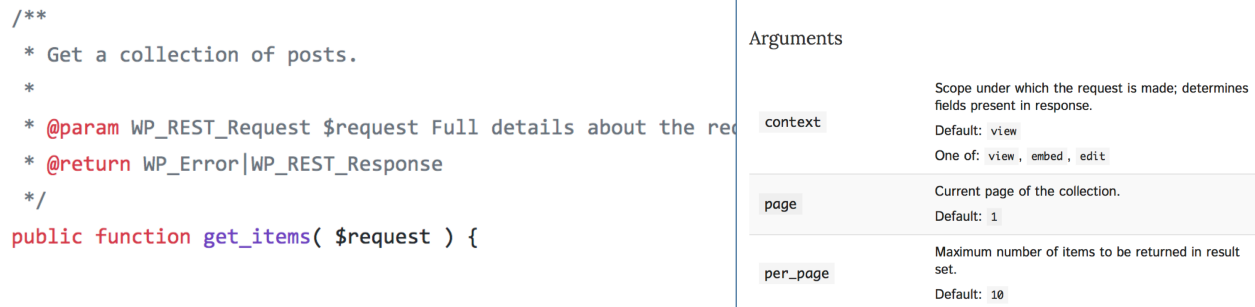 /**
* Get a collection of posts.
*
* @param WP_REST_Request $request Full details about the
* @return WP_Error|WP_REST_Response
*/
public function get_items( $request ) {
Arguments
context
Scope under which the request is made; determines
fields present in response.
Default: view
One of: view , embed , edit
page
Current page of the collection.
Default: 1
per_page
Maximum number of items to be returned in result
set.
Default: 10